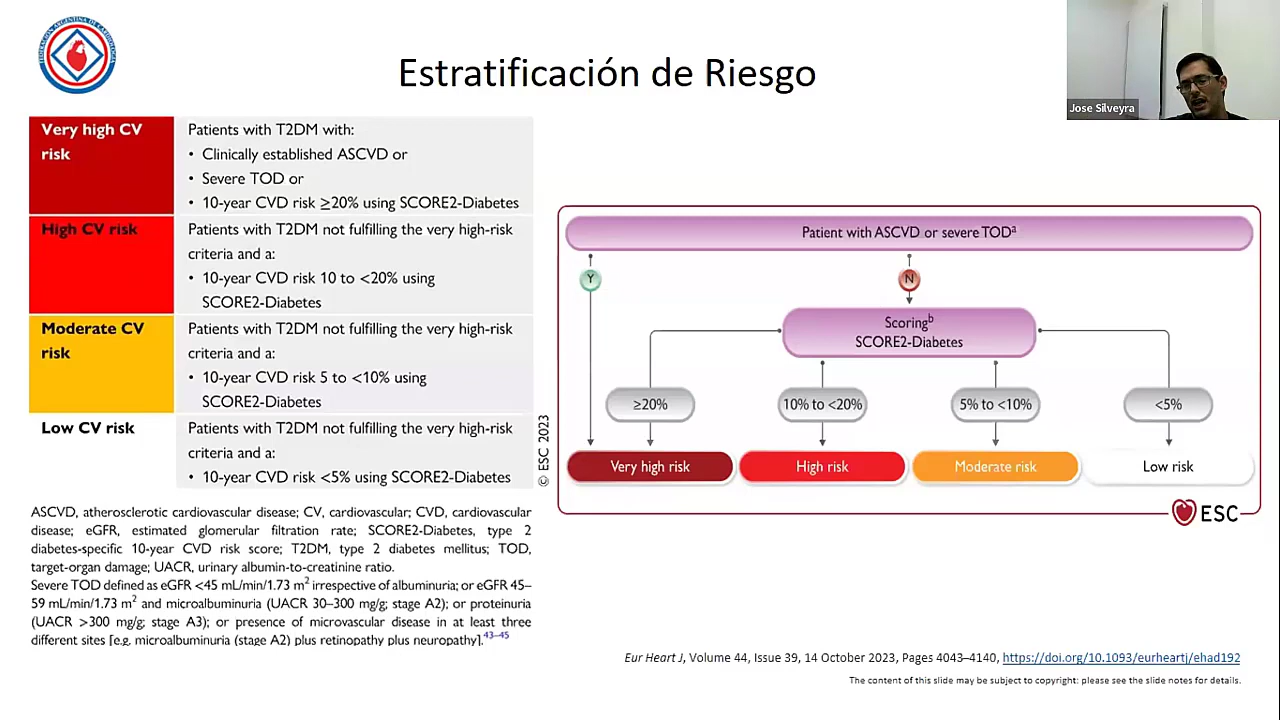 Estratificación de Riesgo
Jose Silveyra
Very high CV
risk
Patients with T2DM with:
• Clinically established ASCVD or
• Severe TOD or
• 10-year CVD risk ≥20% using SCORE2-Diabetes
High CV risk
Patients with T2DM not fulfilling the very high-risk
criteria and a:
• 10-year CVD risk 10 to <20% using
SCORE2-Diabetes
Moderate CV
risk
Patients with T2DM not fulfilling the very high-risk
criteria and a:
• 10-year CVD risk 5 to <10% using
SCORE2-Diabetes
Low CV risk
Patients with T2DM not fulfilling the very high-risk
criteria and a:
• 10-year CVD risk <5% using SCORE2-Diabetes
© ESC 2023
ASCVD, atherosclerotic cardiovascular disease; CV, cardiovascular; CVD, cardiovascular
disease; eGFR, estimated glomerular filtration rate; SCORE2-Diabetes, type 2
diabetes-specific 10-year CVD risk score; T2DM, type 2 diabetes mellitus; TOD,
target-organ damage; UACR, urinary albumin-to-creatinine ratio.
Severe TOD defined as eGFR <45 mL/min/1.73 m² irrespective of albuminuria; or eGFR 45–
59 mL/min/1.73 m² and microalbuminuria (UACR 30–300 mg/g; stage A2); or proteinuria
(UACR >300 mg/g; stage A3); or presence of microvascular disease in at least three
different sites [e.g. microalbuminuria (stage A2) plus retinopathy plus neuropathy].43–45
Patient with ASCVD or severe TODa
Y
N
Scoringb
SCORE2-Diabetes
≥20%
10% to <20%
5% to <10%
<5%
Very high risk
High risk
Moderate risk
Low risk
ESC
Eur Heart J, Volume 44, Issue 39, 14 October 2023, Pages 4043–4140, https://doi.org/10.1093/eurheartj/ehad192
The content of this slide may be subject to copyright: please see the slide notes for details.